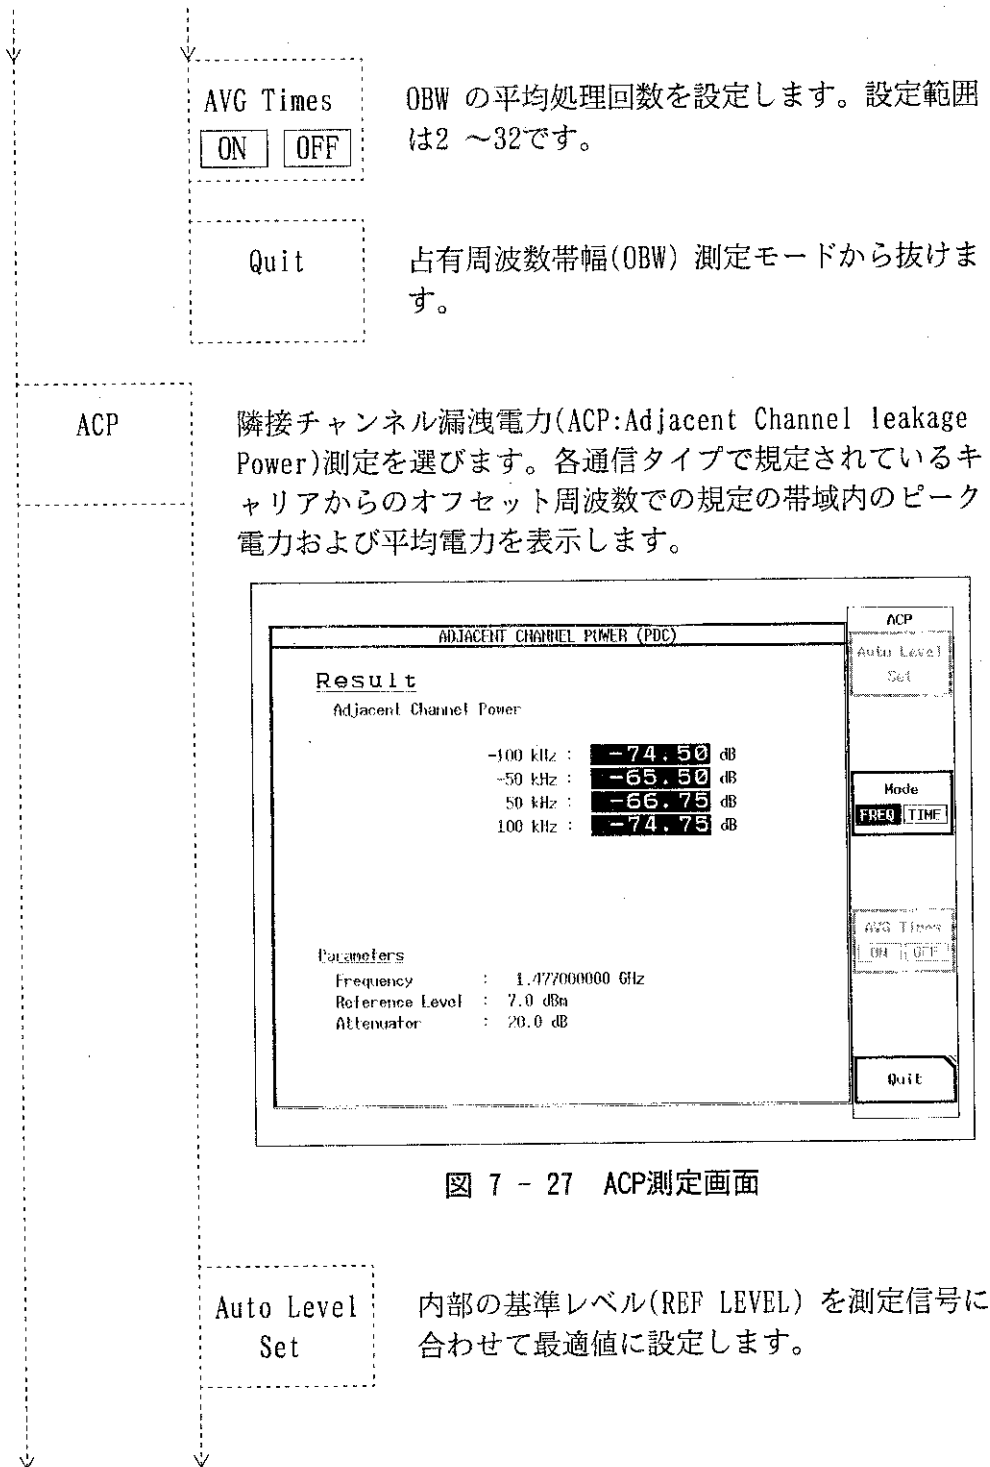 AVG Times
ON OFF
OBW の平均処理回数を設定します。設定範囲
は2 ～32です。
Quit
占有周波数帯幅(OBW) 測定モードから抜けま
す。
ACP
隣接チャンネル漏洩電力(ACP:Adjacent Channel leakage
Power)測定を選びます。各通信タイプで規定されているキ
ャリアからのオフセット周波数での規定の帯域内のピーク
電力および平均電力を表示します。
ADJACENT CHANNEL POWER (PDC)
Result
Adjacent Channel Power
-100 kHz : -74.50 dB
-50 kHz : -65.50 dB
50 kHz : -66.75 dB
100 kHz : -74.75 dB
Parameters
Frequency : 1.477000000 GHz
Reference Level : 7.0 dBm
Attenuator : 20.0 dB
ACP
Auto Level
Set
Mode
FREQ TIME
AVG Times
ON OFF
Quit
図 7 - 27 ACP測定画面
Auto Level
Set
内部の基準レベル(REF LEVEL) を測定信号に
合わせて最適値に設定します。